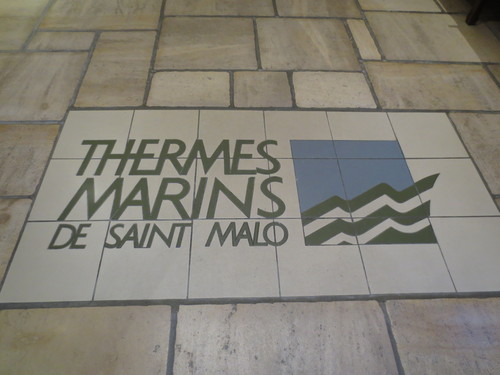 THERMES
MARINS
DE SAINT MALO